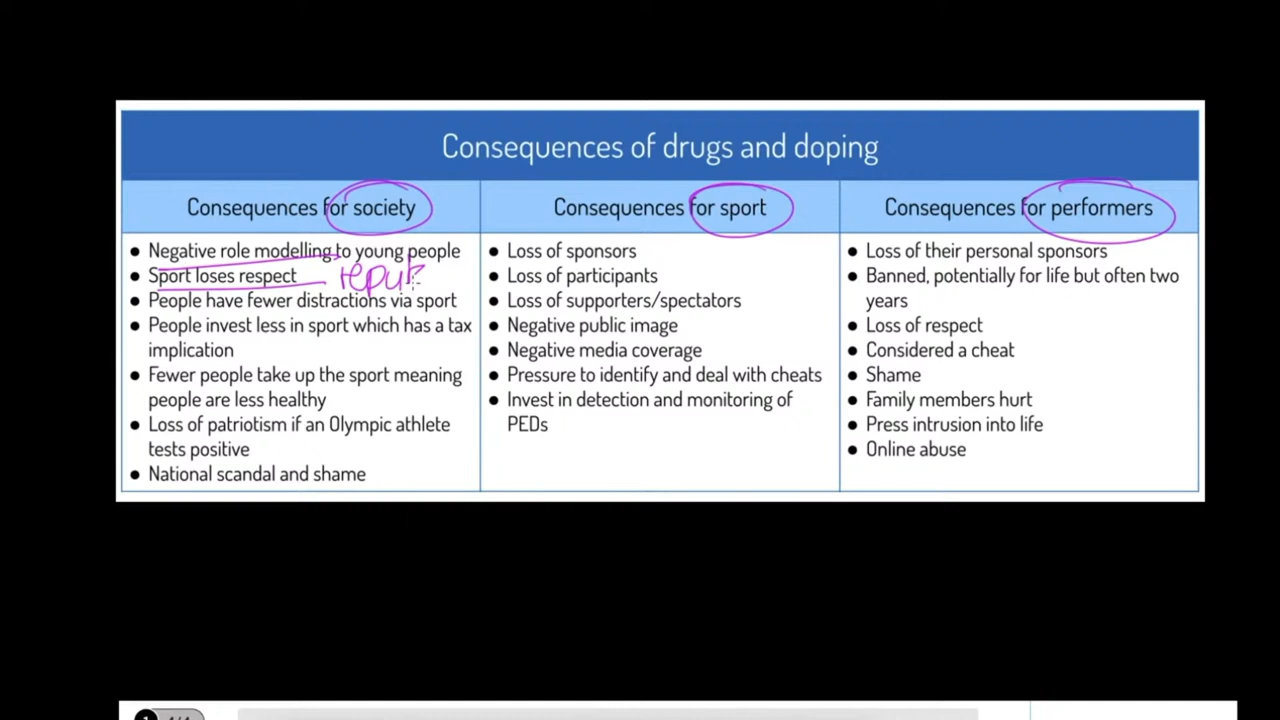 Consequences of drugs and doping
Consequences for society
● Negative role modelling to young people
● Sport loses respect
● People have fewer distractions via sport
● People invest less in sport which has a tax
implication
● Fewer people take up the sport meaning
people are less healthy
● Loss of patriotism if an Olympic athlete
tests positive
● National scandal and shame
Consequences for sport
● Loss of sponsors
● Loss of participants
● Loss of supporters/spectators
● Negative public image
● Negative media coverage
● Pressure to identify and deal with cheats
● Invest in detection and monitoring of
PEDs
Consequences for performers
● Loss of their personal sponsors
● Banned, potentially for life but often two
years
● Loss of respect
● Considered a cheat
● Shame
● Family members hurt
● Press intrusion into life
● Online abuse